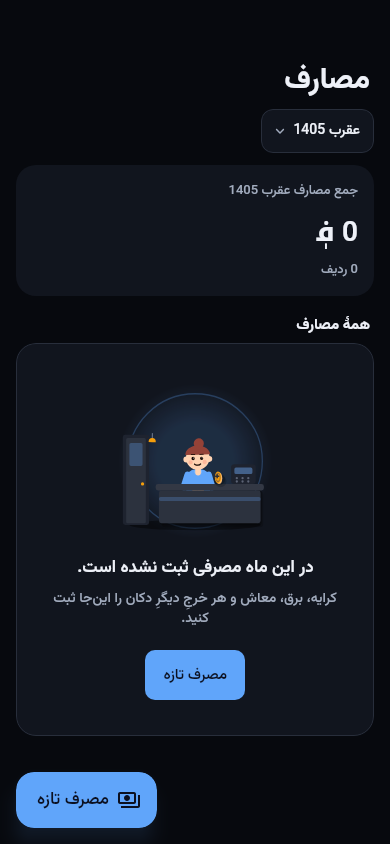 مصارف
عقرب 1405
جمع مصارف عقرب 1405
0 ؋
0 ردیف
همهٔ مصارف
در این ماه مصرفی ثبت نشده است.
کرایه، برق، معاش و هر خرجِ دیگرِ دکان را این‌جا ثبت
کنید.
مصرف تازه
مصرف تازه